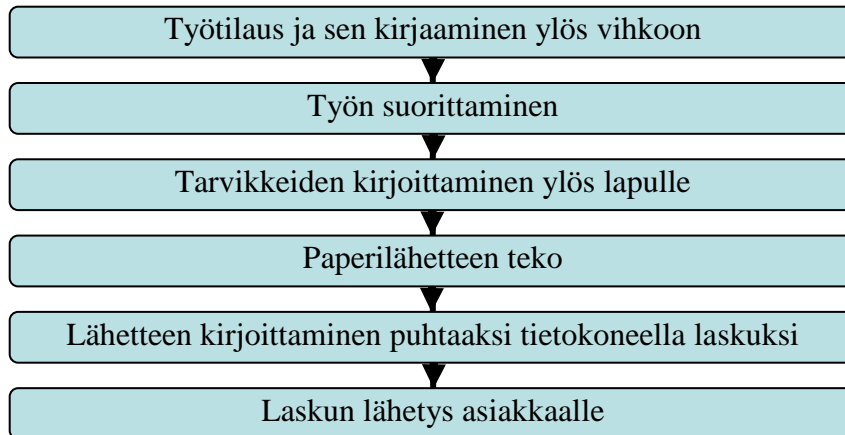 Työtilaus ja sen kirjaaminen ylös vihkoon
Työn suorittaminen
Tarvikkeiden kirjoittaminen ylös lapulle
Paperilähetteen teko
Lähetteen kirjoittaminen puhtaaksi tietokoneella laskuksi
Laskun lähetys asiakkaalle